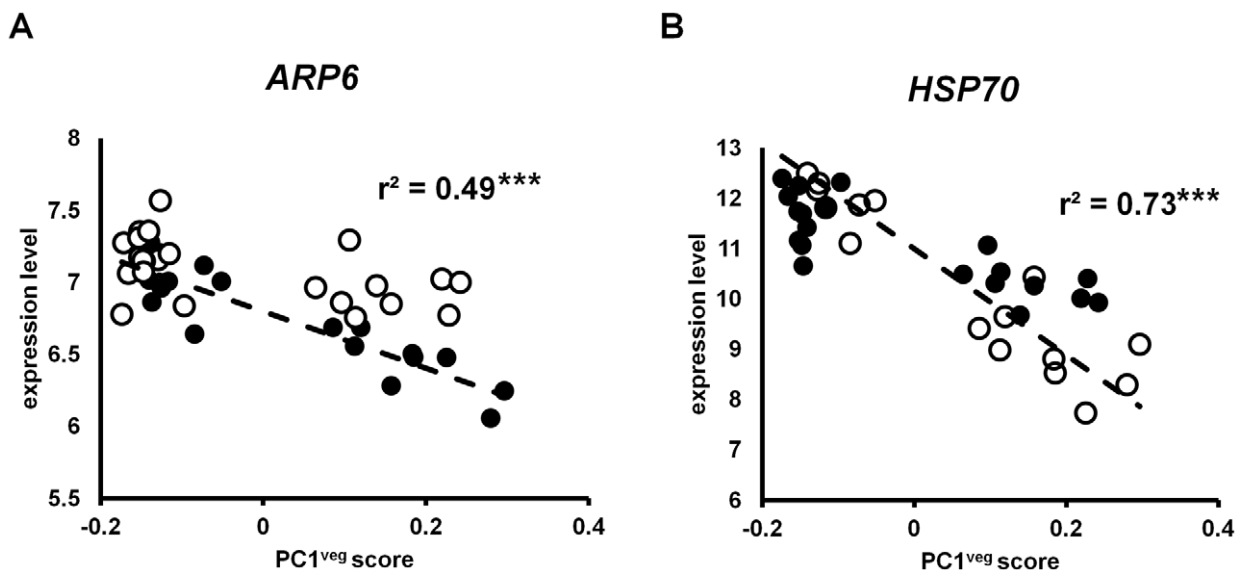 A
B
ARP6
HSP70
8
7.5
7
6.5
6
5.5
expression level
r² = 0.49***
-0.2
0
0.2
0.4
PC1ᵛᵉᵍ score
13
12
11
10
9
8
7
6
expression level
r² = 0.73***
-0.2
0
0.2
0.4
PC1ᵛᵉᵍ score